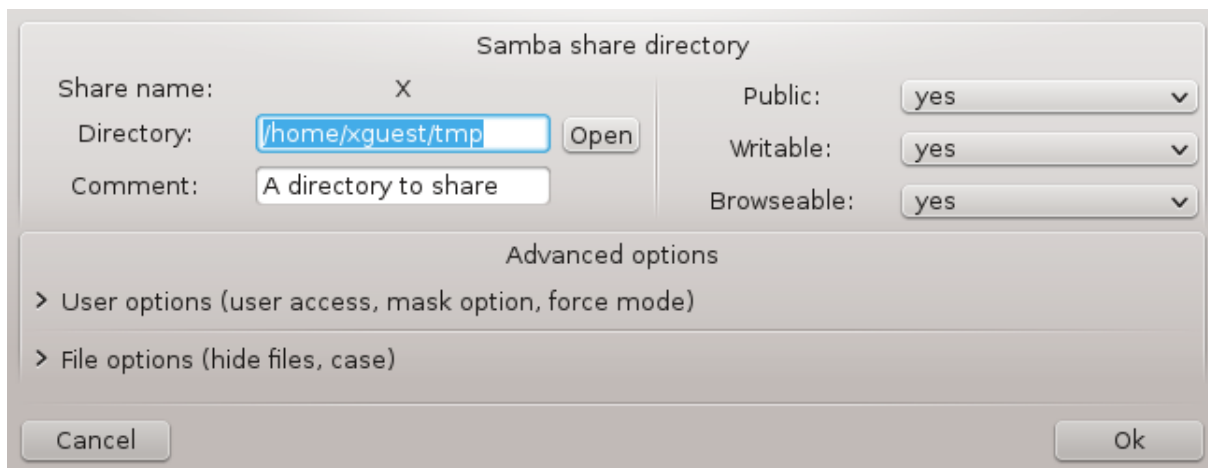 Samba share directory
Share name: X
Directory: /home/xguest/tmp Open
Comment: A directory to share
Public: yes
Writable: yes
Browseable: yes
Advanced options
> User options (user access, mask option, force mode)
> File options (hide files, case)
Cancel Ok